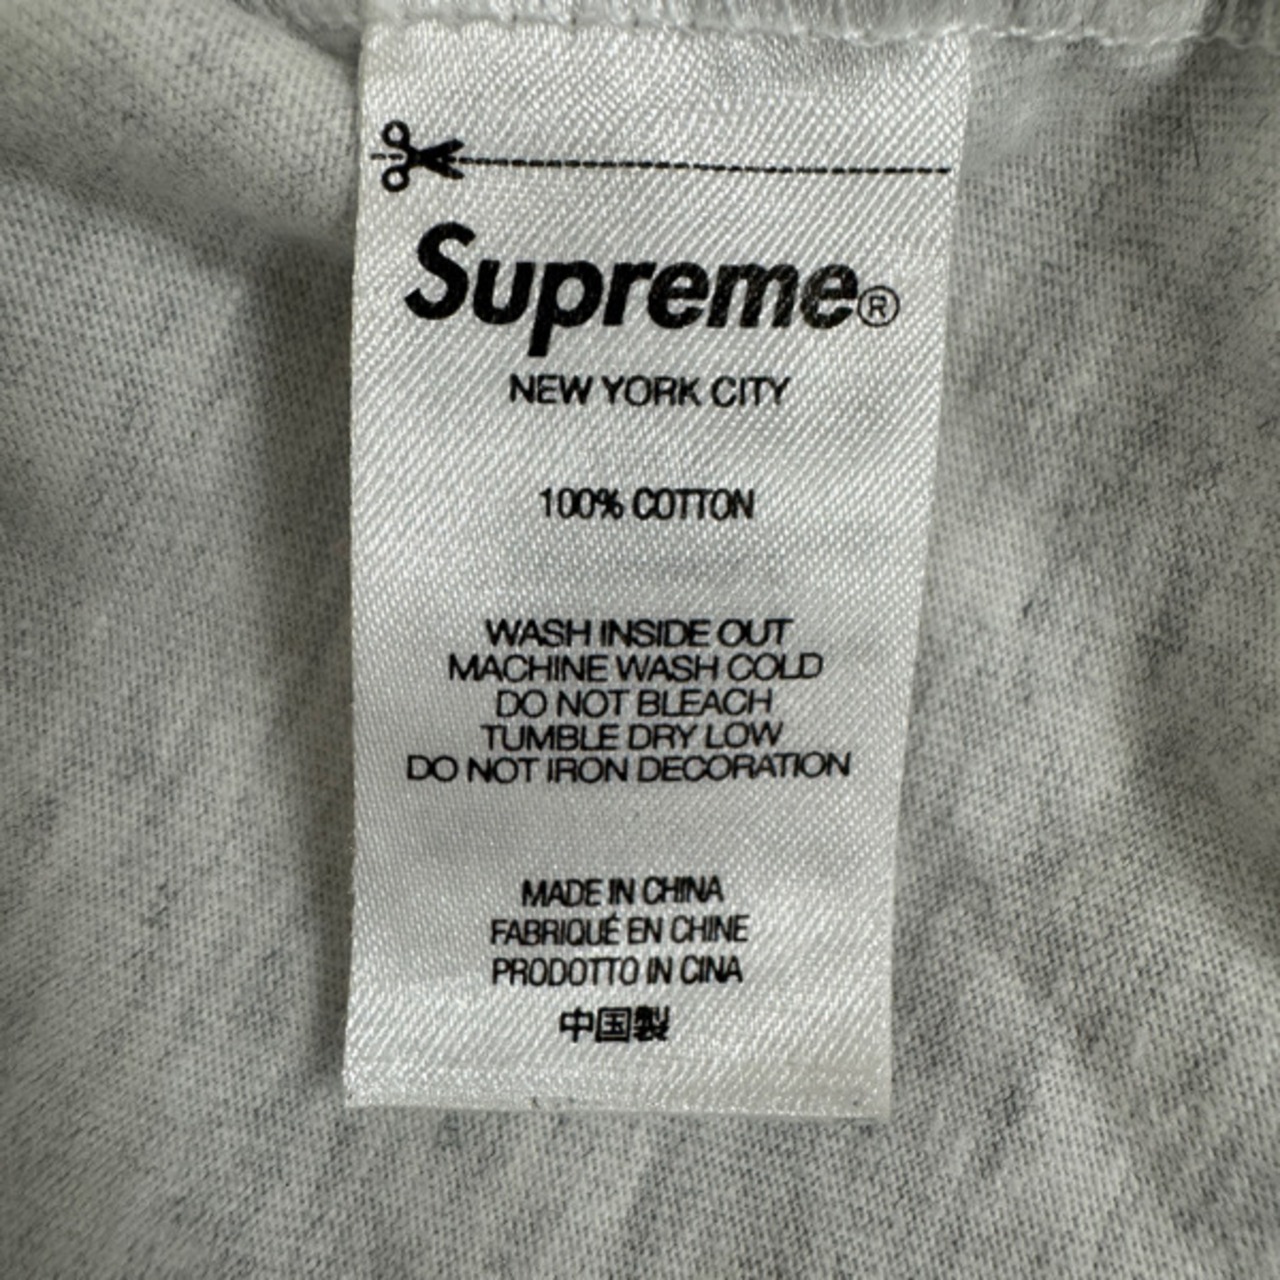 Supreme®
NEW YORK CITY
100% COTTON
WASH INSIDE OUT
MACHINE WASH COLD
DO NOT BLEACH
TUMBLE DRY LOW
DO NOT IRON DECORATION
MADE IN CHINA
FABRIQUÉ EN CHINE
PRODOTTO IN CINA
中国製